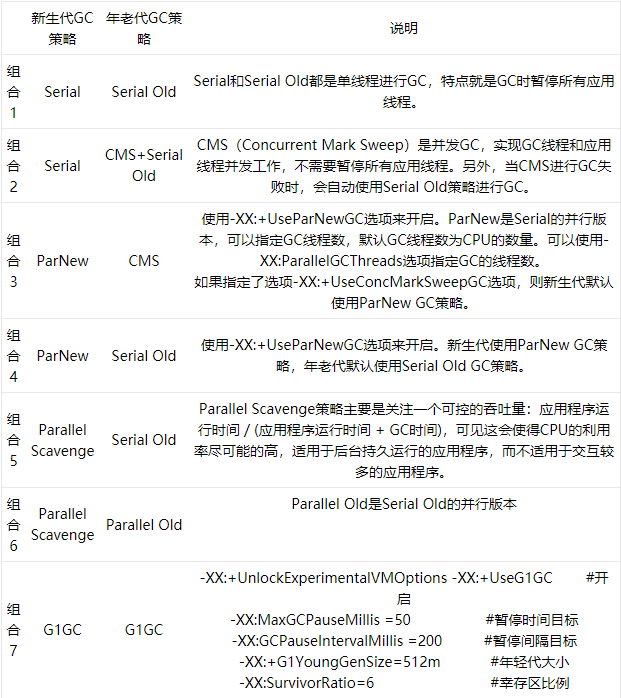 新生代GC策略 年老代GC策略 说明
组合1 Serial Serial Old Serial和Serial Old都是单线程进行GC，特点就是GC时暂停所有应用
线程。
组合2 Serial CMS+Serial Old CMS（Concurrent Mark Sweep）是并发GC，实现GC线程和应用
线程并发工作，不需要暂停所有应用线程。另外，当CMS进行GC失
败时，会自动使用Serial Old策略进行GC。
组合3 ParNew CMS 使用-XX:+UseParNewGC选项来开启。ParNew是Serial的并行版
本，可以指定GC线程数，默认GC线程数为CPU的数量。可以使用-
XX:ParallelGCThreads选项指定GC的线程数。
如果指定了选项-XX:+UseConcMarkSweepGC选项，则新生代默认
使用ParNew GC策略。
组合4 ParNew Serial Old 使用-XX:+UseParNewGC选项来开启。新生代使用ParNew GC策
略，年老代默认使用Serial Old GC策略。
组合5 Parallel Scavenge Serial Old Parallel Scavenge策略主要是关注一个可控的吞吐量：应用程序运
行时间 / (应用程序运行时间 + GC时间)，可见这会使得CPU的利用
率尽可能的高，适用于后台持久运行的应用程序，而不适用于交互
较多的应用程序。
组合6 Parallel Scavenge Parallel Old Parallel Old是Serial Old的并行版本
组合7 G1GC G1GC -XX:+UnlockExperimentalVMOptions -XX:+UseG1GC #开
启
-XX:MaxGCPauseMillis =50 #暂停时间目标
-XX:GCPauseIntervalMillis =200 #暂停间隔目标
-XX:+G1YoungGenSize=512m #年轻代大小
-XX:SurvivorRatio=6 #幸存区比例